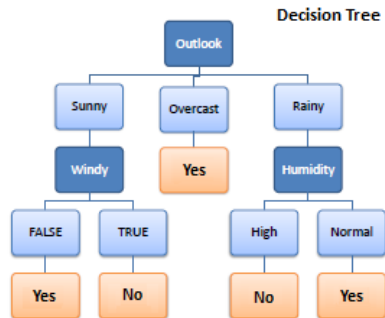 Decision Tree
Outlook
Sunny Overcast Rainy
Windy Yes Humidity
FALSE TRUE High Normal
Yes No No Yes